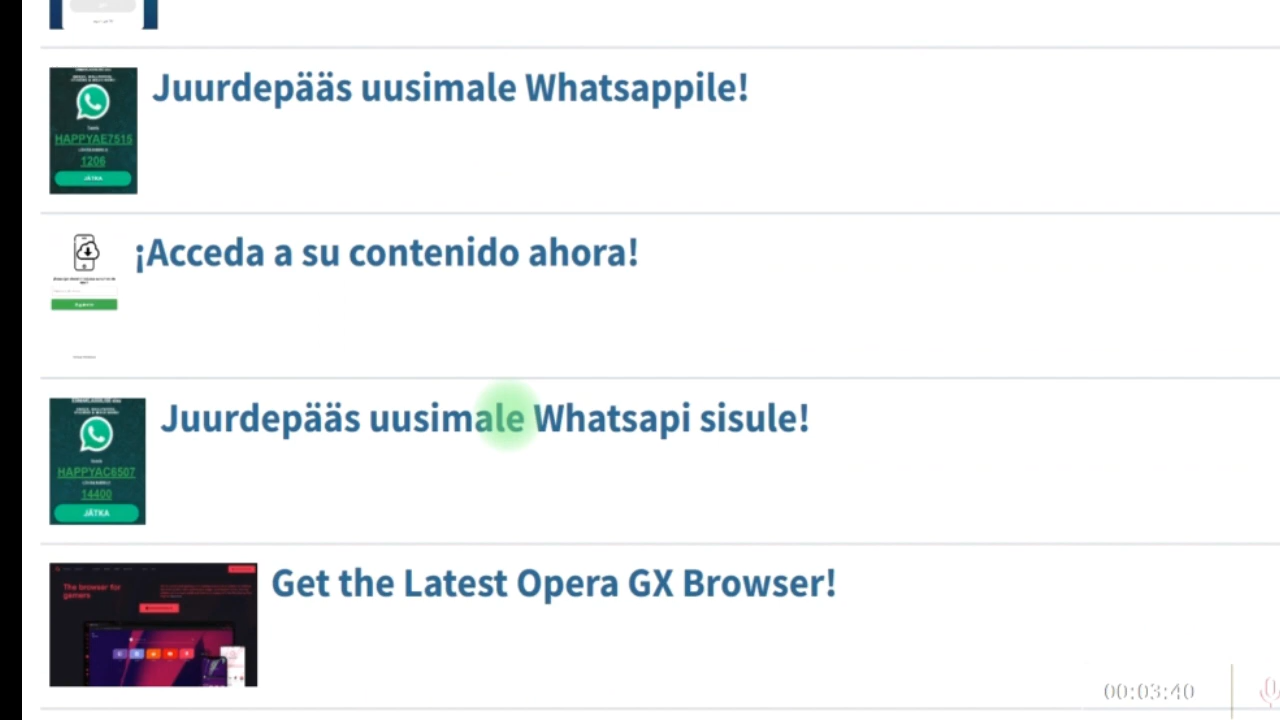 Juurdepääs uusimale Whatsappile!
HAPPYAE7515
1206
JÄTKA
¡Acceda a su contenido ahora!
Juurdepääs uusimale Whatsapi sisule!
HAPPYAC6507
14400
JÄTKA
Get the Latest Opera GX Browser!
The browser for
gamers
00:03:40